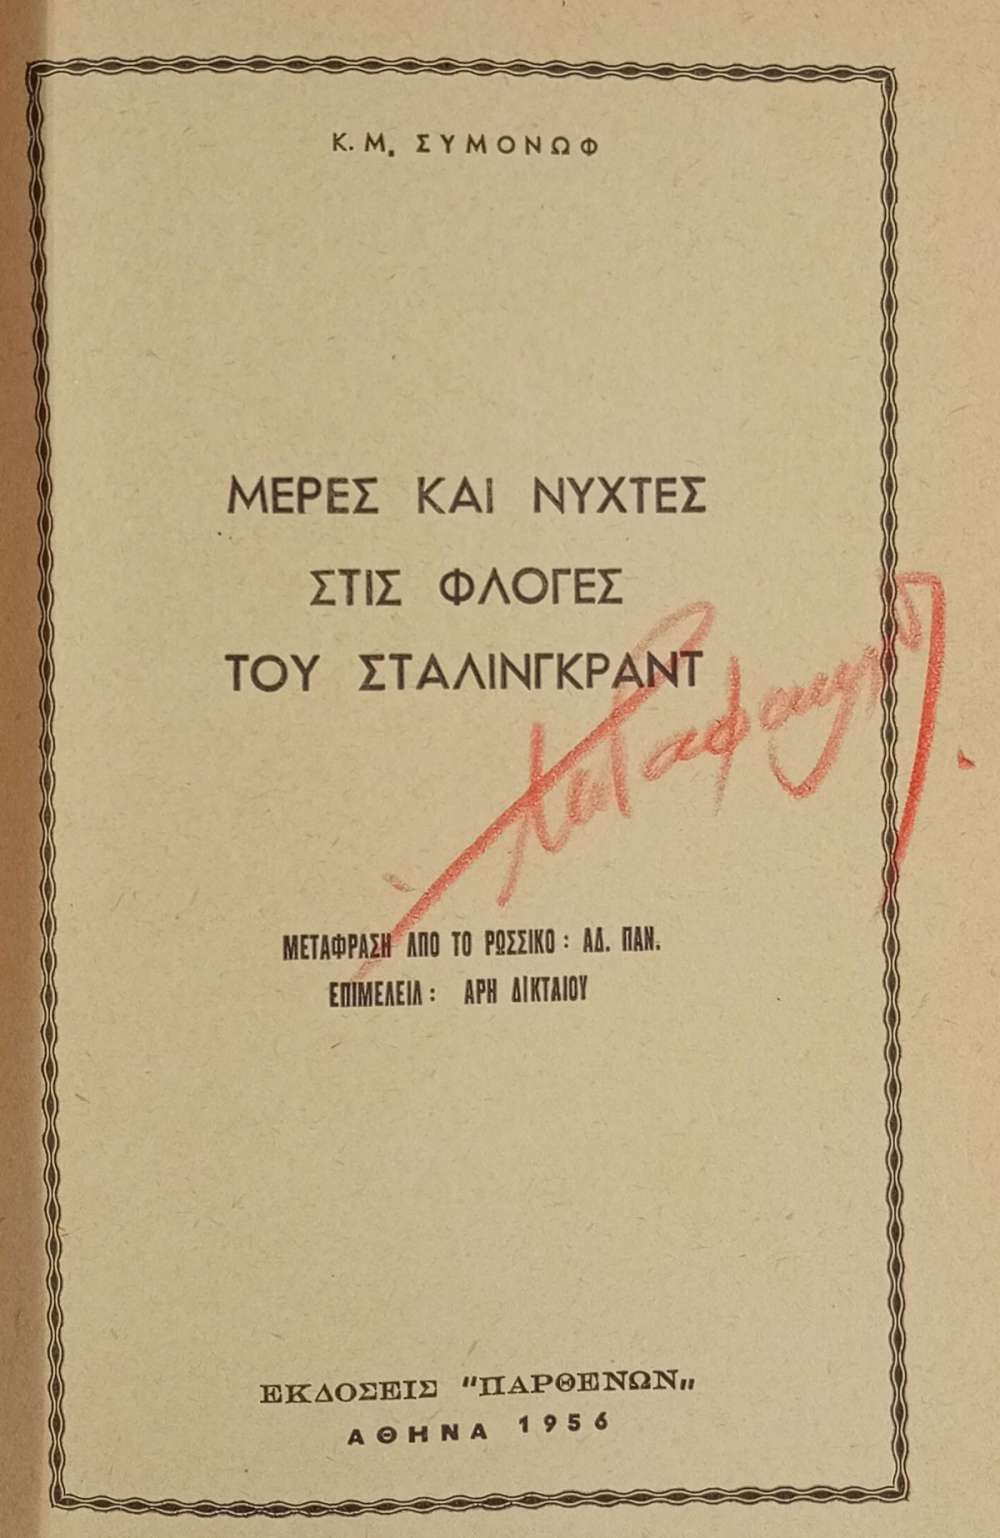 Κ. Μ. ΣΥΜΟΝΩΦ
ΜΕΡΕΣ ΚΑΙ ΝΥΧΤΕΣ
ΣΤΙΣ ΦΛΟΓΕΣ
ΤΟΥ ΣΤΑΛΙΝΓΚΡΑΝΤ
ΜΕΤΑΦΡΑΣΗ ΑΠΟ ΤΟ ΡΩΣΣΙΚΟ : ΑΔ. ΠΑΝ.
ΕΠΙΜΕΛΕΙΑ : ΑΡΗ ΔΙΚΤΑΙΟΥ
ΕΚΔΟΣΕΙΣ "ΠΑΡΘΕΝΩΝ„
ΑΘΗΝΑ 1956